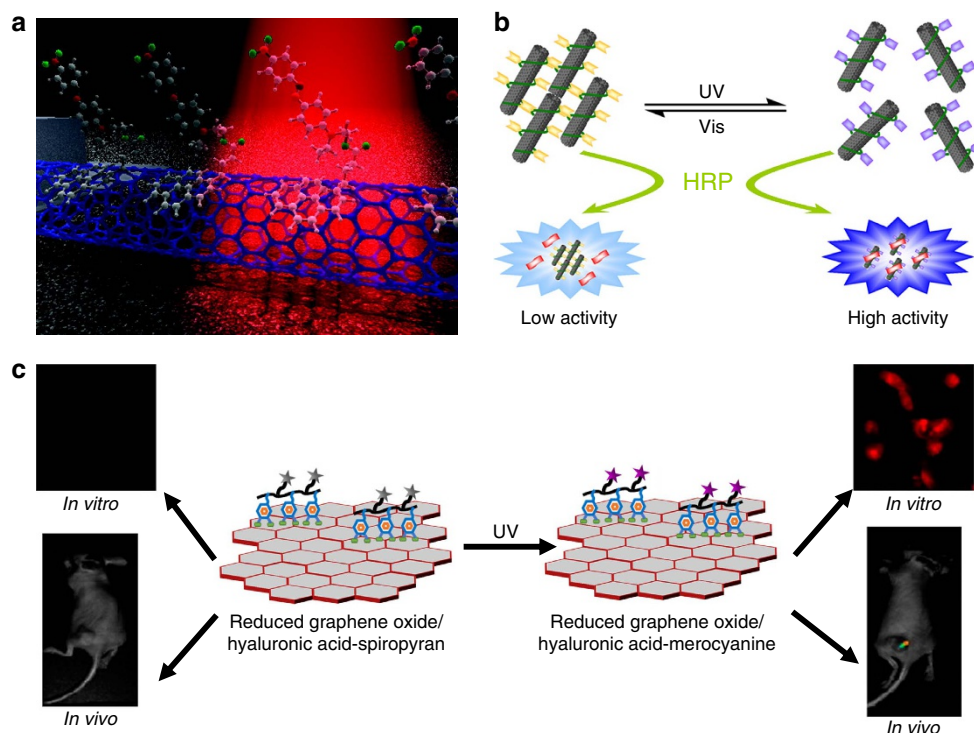 a
b
UV
Vis
HRP
Low activity
High activity
c
In vitro
In vivo
UV
Reduced graphene oxide/
hyaluronic acid-spiropyran
Reduced graphene oxide/
hyaluronic acid-merocyanine
In vitro
In vivo